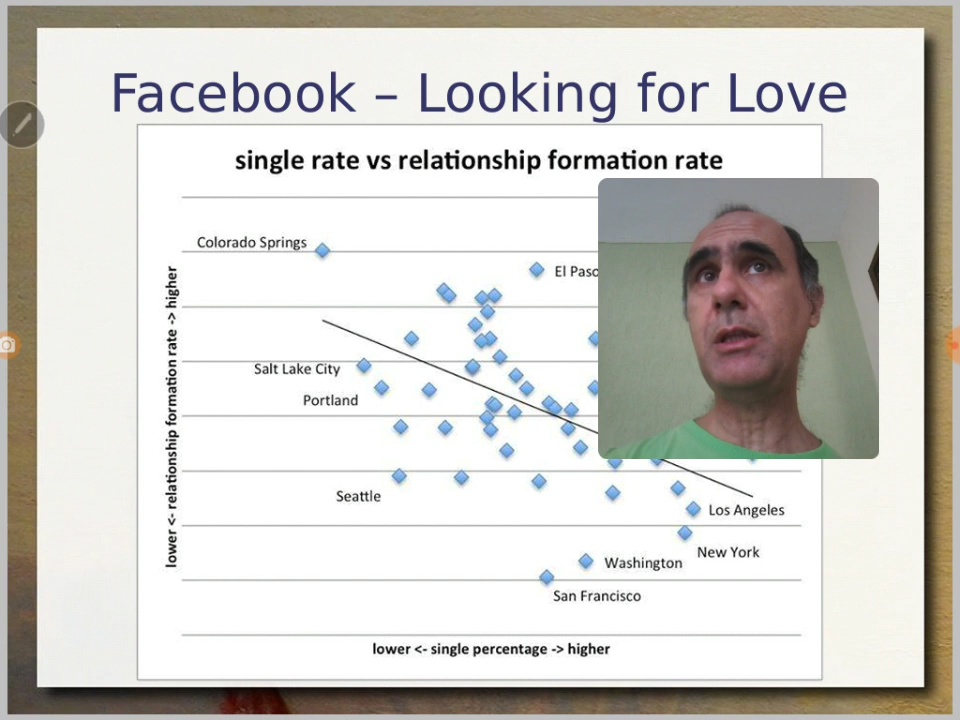 Facebook – Looking for Love
single rate vs relationship formation rate
Colorado Springs
El Paso
Salt Lake City
Portland
Seattle
Los Angeles
New York
Washington
San Francisco
lower <- relationship formation rate -> higher
lower <- single percentage -> higher